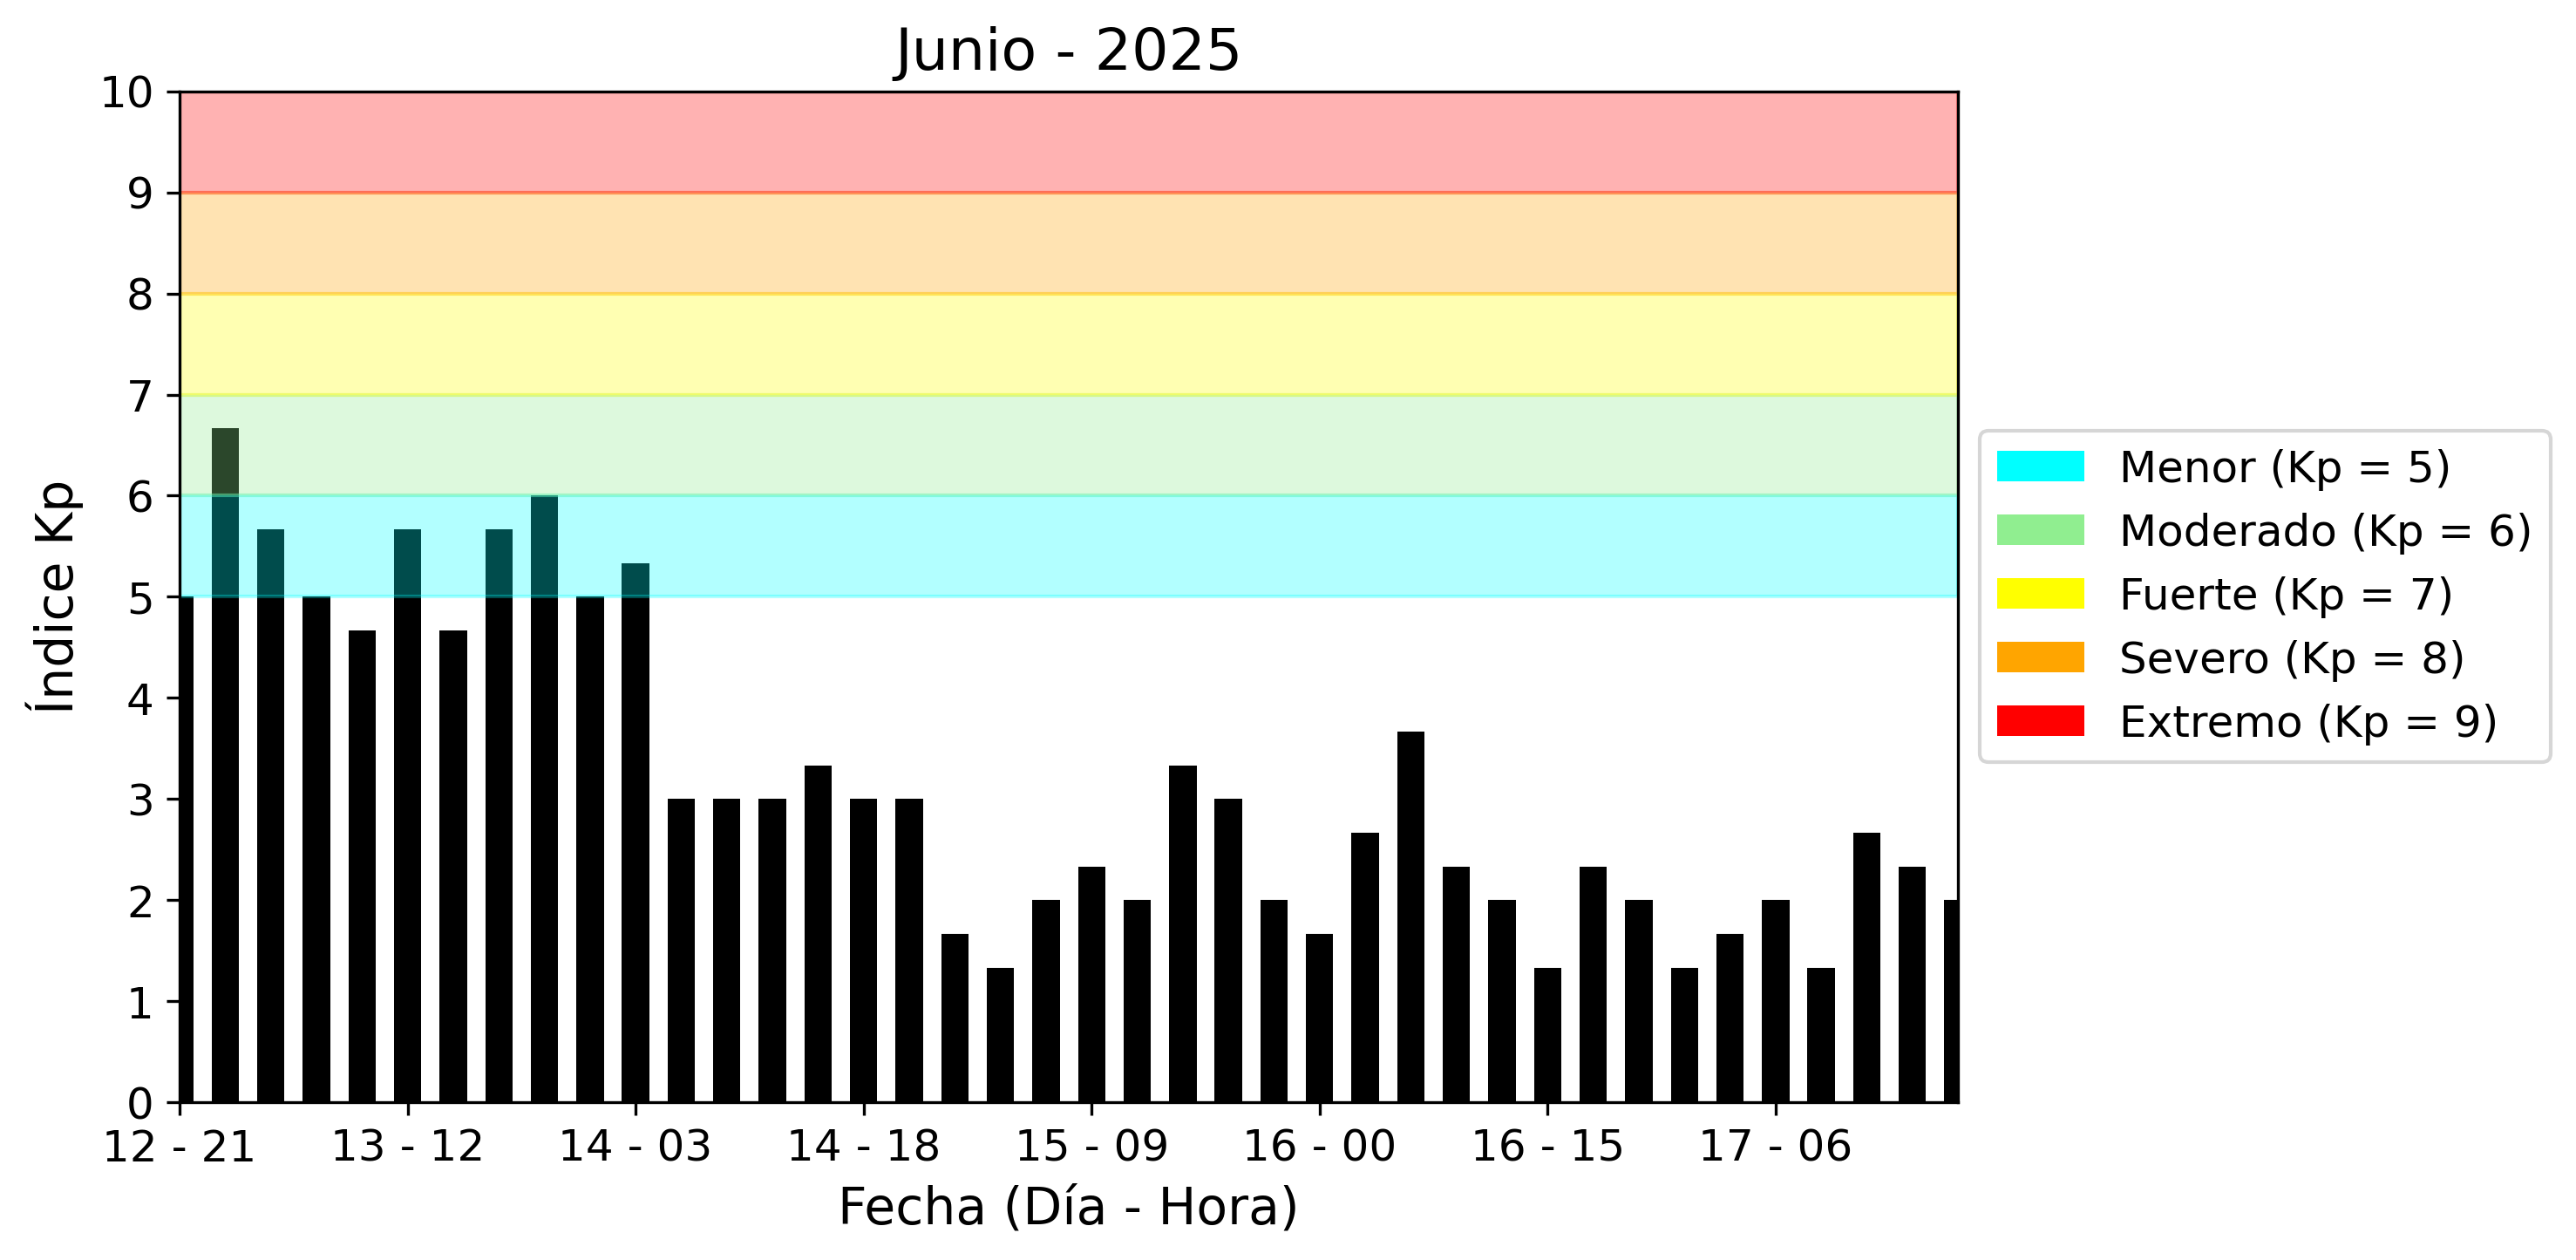 Junio - 2025
10
9
8
7
6
5
4
3
2
1
0
Índice Kp
12 - 21 13 - 12 14 - 03 14 - 18 15 - 09 16 - 00 16 - 15 17 - 06
Fecha (Día - Hora)
Menor (Kp = 5)
Moderado (Kp = 6)
Fuerte (Kp = 7)
Severo (Kp = 8)
Extremo (Kp = 9)